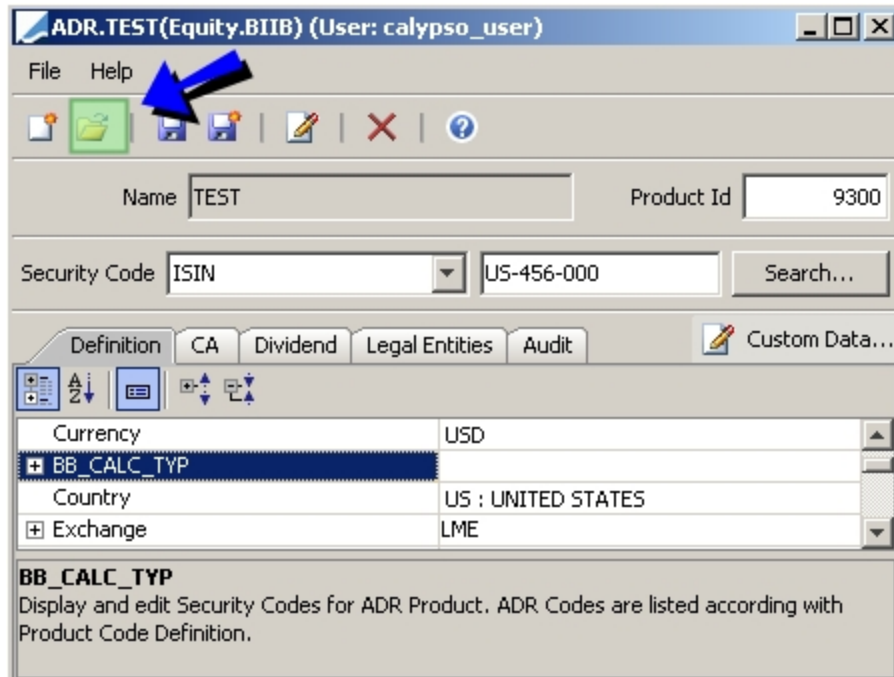 ADR.TEST(Equity.BIIB) (User: calypso_user)
File Help
Name TEST Product Id 9300
Security Code ISIN US-456-000 Search...
Definition CA Dividend Legal Entities Audit Custom Data...
Currency USD
BB_CALC_TYP
Country US : UNITED STATES
Exchange LME
BB_CALC_TYP
Display and edit Security Codes for ADR Product. ADR Codes are listed according with
Product Code Definition.